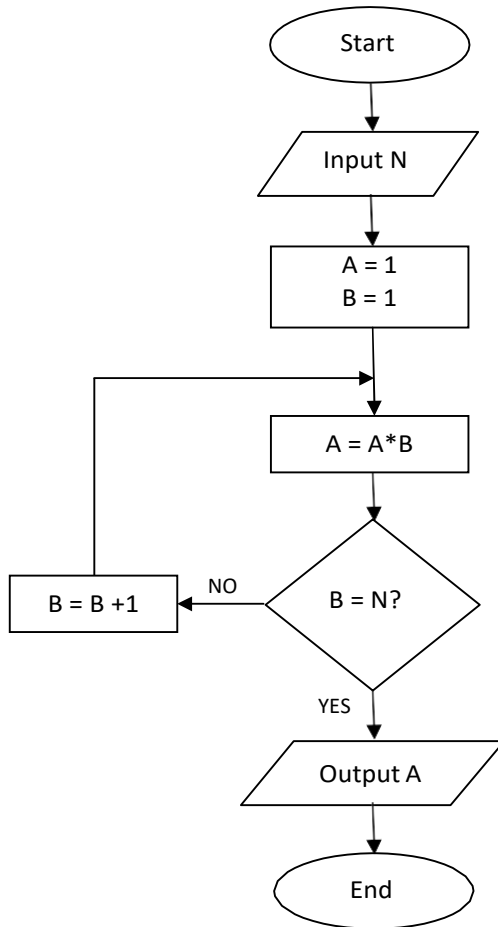 Start
Input N
A = 1
B = 1
A = A*B
B = N?
NO
B = B +1
YES
Output A
End